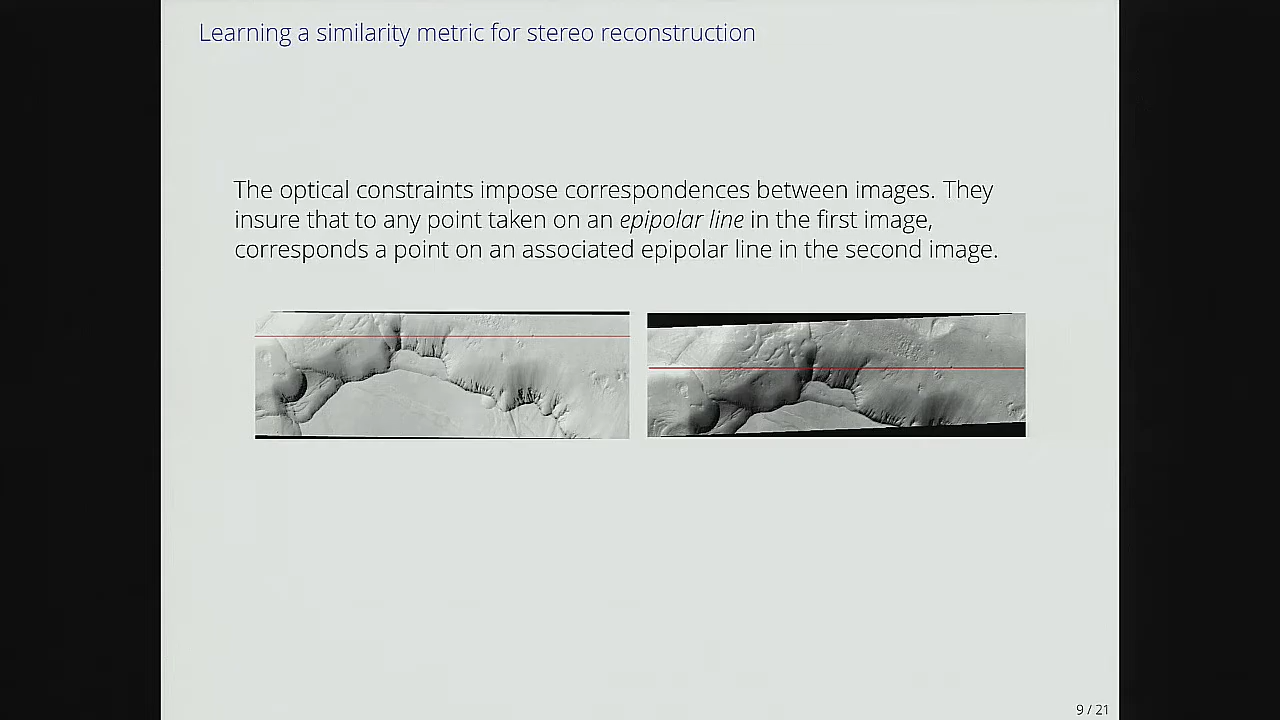 Learning a similarity metric for stereo reconstruction
The optical constraints impose correspondences between images. They
insure that to any point taken on an epipolar line in the first image,
corresponds a point on an associated epipolar line in the second image.
9 / 21